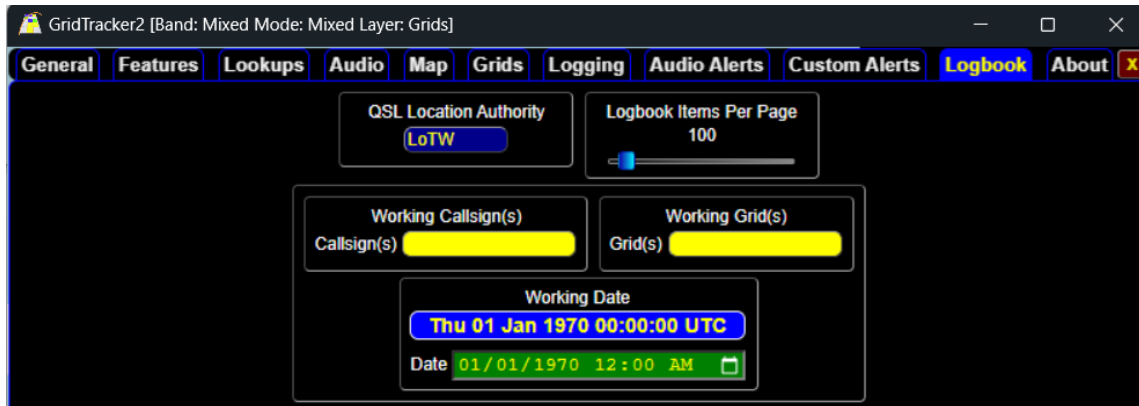 GridTracker2 [Band: Mixed Mode: Mixed Layer: Grids]
General Features Lookups Audio Map Grids Logging Audio Alerts Custom Alerts Logbook About X
QSL Location Authority
LoTW
Logbook Items Per Page
100
Working Callsign(s)
Callsign(s)
Working Grid(s)
Grid(s)
Working Date
Thu 01 Jan 1970 00:00:00 UTC
Date 01/01/1970 12:00 AM